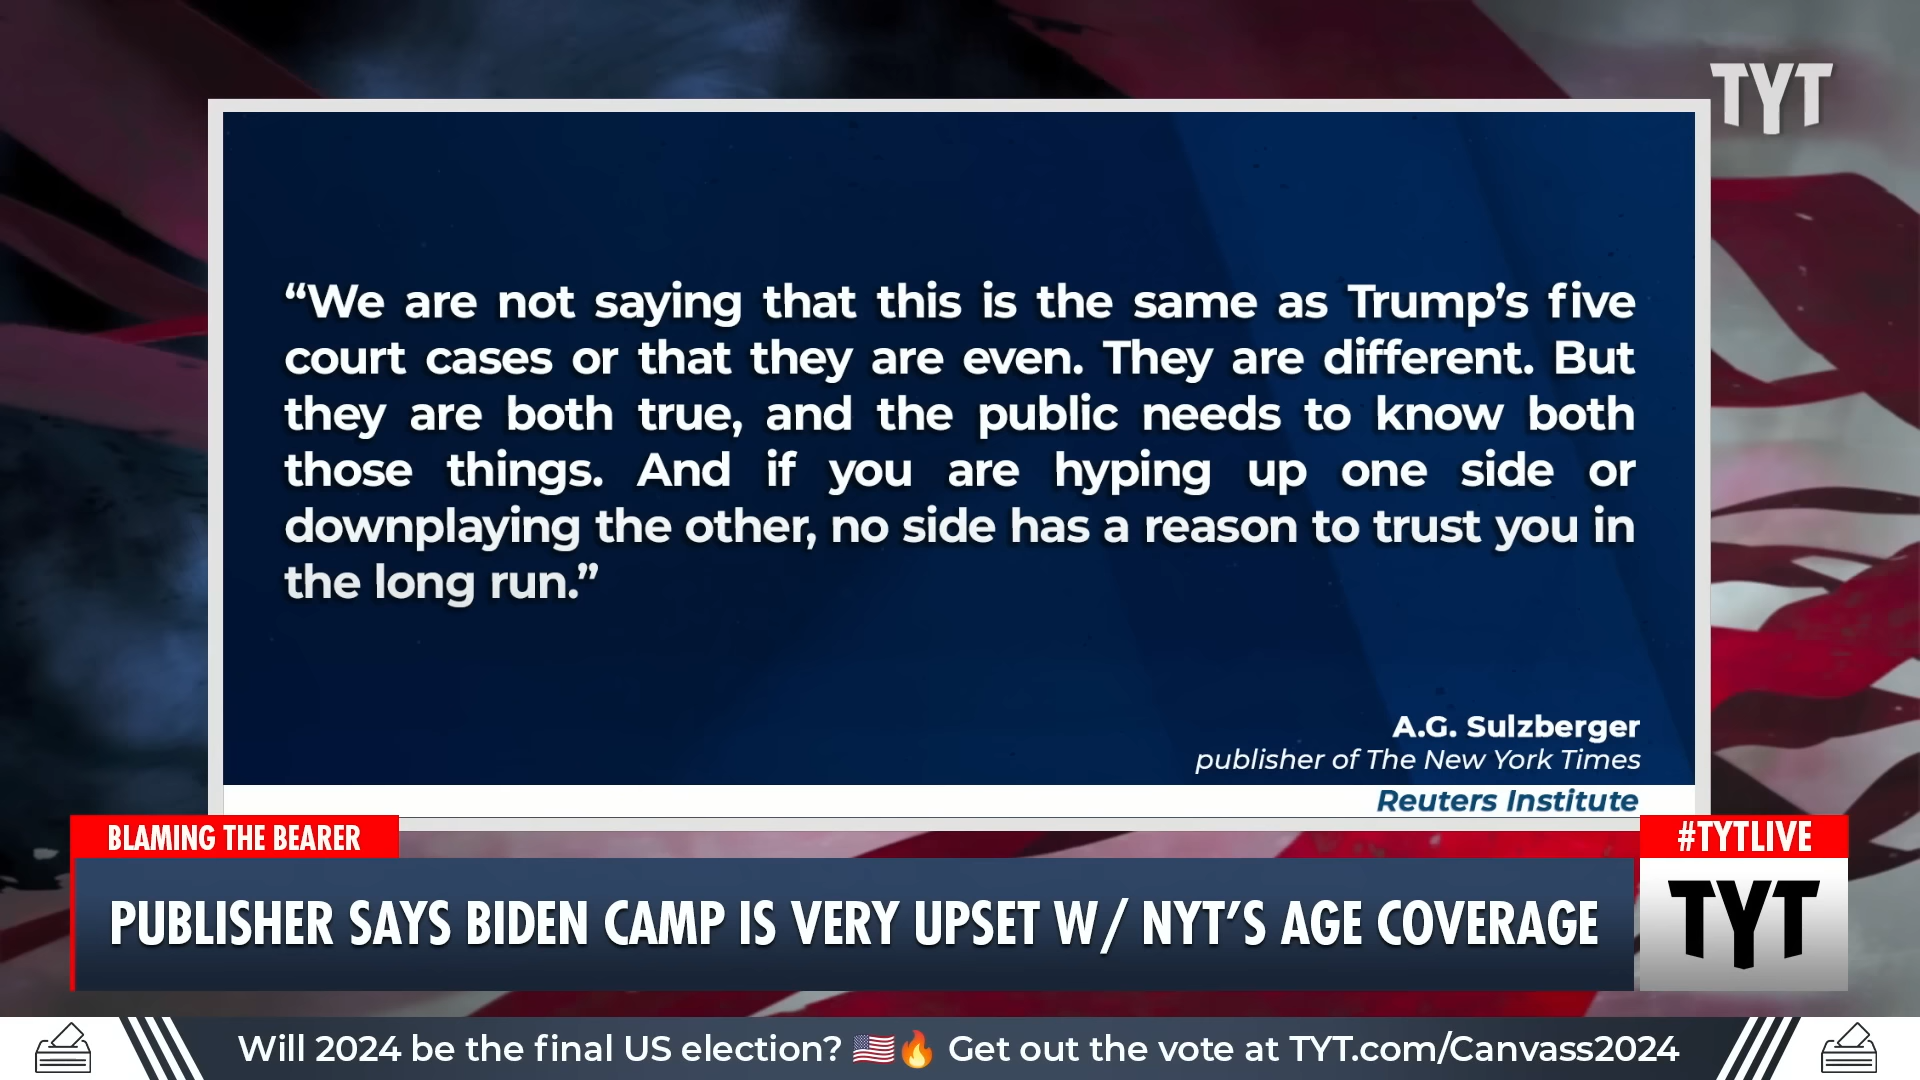 TYT
“We are not saying that this is the same as Trump’s five
court cases or that they are even. They are different. But
they are both true, and the public needs to know both
those things. And if you are hyping up one side or
downplaying the other, no side has a reason to trust you in
the long run.”
A.G. Sulzberger
publisher of The New York Times
Reuters Institute
BLAMING THE BEARER
#TYTLIVE
PUBLISHER SAYS BIDEN CAMP IS VERY UPSET W/ NYT’S AGE COVERAGE
TYT
Will 2024 be the final US election? 🇺🇸🔥 Get out the vote at TYT.com/Canvass2024